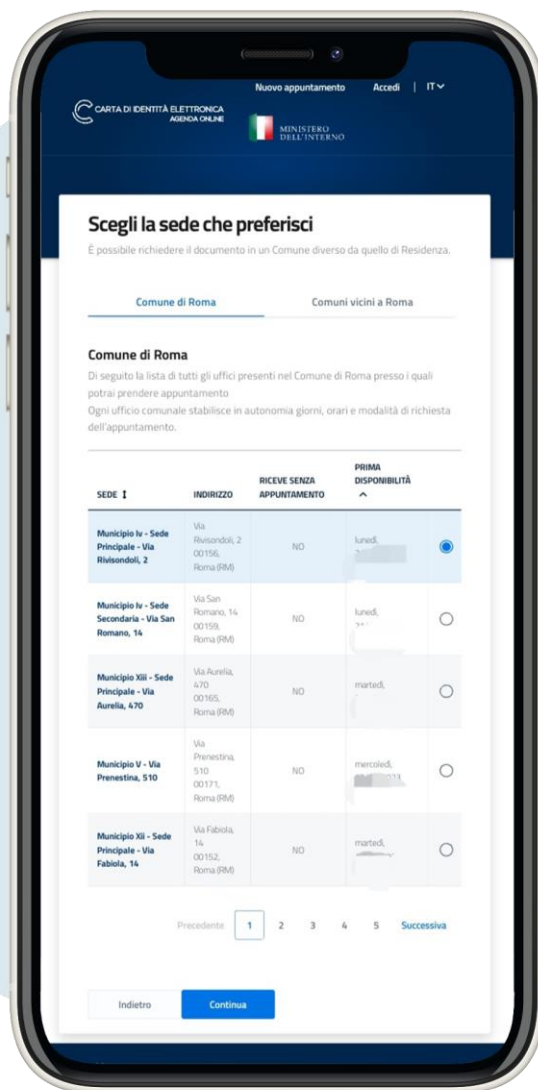 Nuovo appuntamento Accedi | IT
CARTA DI IDENTITÀ ELETTRONICA
AGENDA ONLINE
MINISTERO
DELL'INTERNO
Scegli la sede che preferisci
È possibile richiedere il documento in un Comune diverso da quello di Residenza.
Comune di Roma Comuni vicini a Roma
Comune di Roma
Di seguito la lista di tutti gli uffici presenti nel Comune di Roma presso i quali
potrai prendere appuntamento
Ogni ufficio comunale stabilisce in autonomia giorni, orari e modalità di richiesta
dell'appuntamento.
SEDE INDIRIZZO RICEVE SENZA APPUNTAMENTO PRIMA DISPONIBILITÀ
Municipio Iv - Sede
Principale - Via
Rivisondoli, 2
Via
Rivisondoli, 2
00156,
Roma (RM)
NO
lunedì,
Municipio Iv - Sede
Secondaria - Via San
Romano, 14
Via San
Romano, 14
00159,
Roma (RM)
NO
lunedì,
Municipio Xiii - Sede
Principale - Via
Aurelia, 470
Via Aurelia,
470
00165,
Roma (RM)
NO
martedì,
Municipio V - Via
Prenestina, 510
Via
Prenestina,
510
00171,
Roma (RM)
NO
mercoledì,
Municipio Xii - Sede
Principale - Via
Fabiola, 14
Via Fabiola,
14
00152,
Roma (RM)
NO
martedì,
Precedente 1 2 3 4 5 Successiva
Indietro Continua